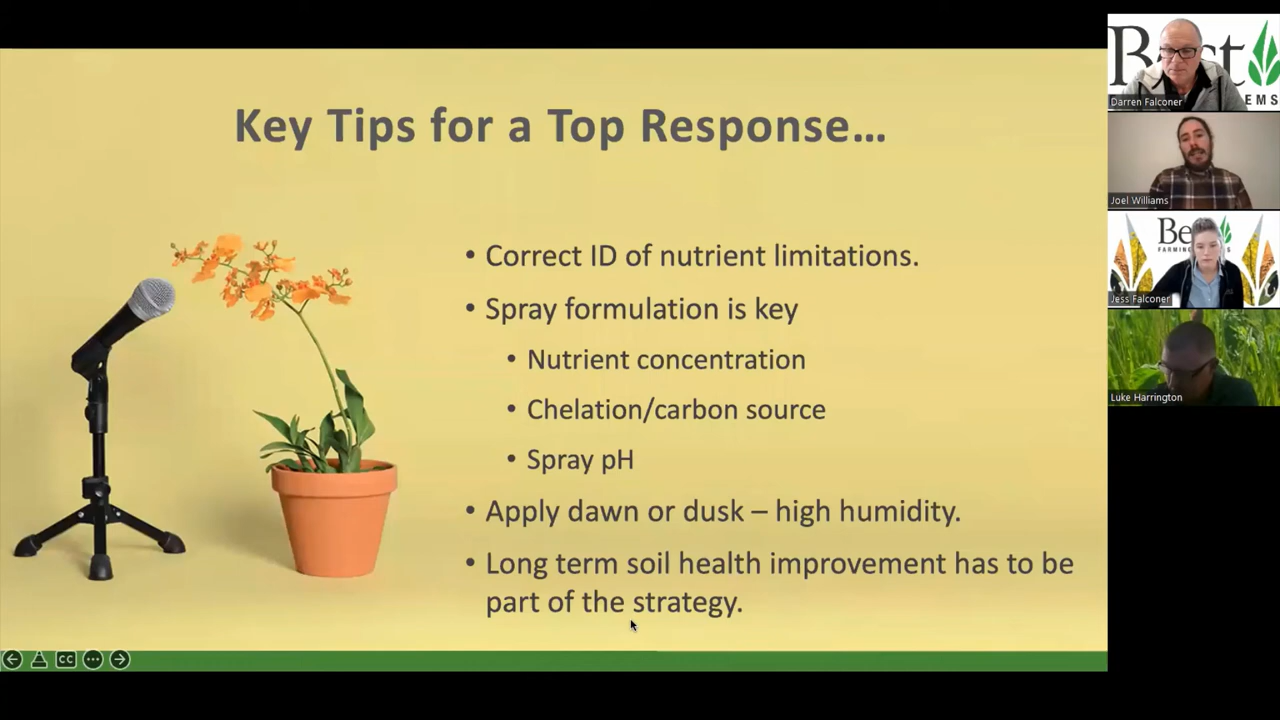 Key Tips for a Top Response…
• Correct ID of nutrient limitations.
• Spray formulation is key
• Nutrient concentration
• Chelation/carbon source
• Spray pH
• Apply dawn or dusk – high humidity.
• Long term soil health improvement has to be
part of the strategy.
CC
Darren Falconer
Joel Williams
Jess Falconer
Luke Harrington